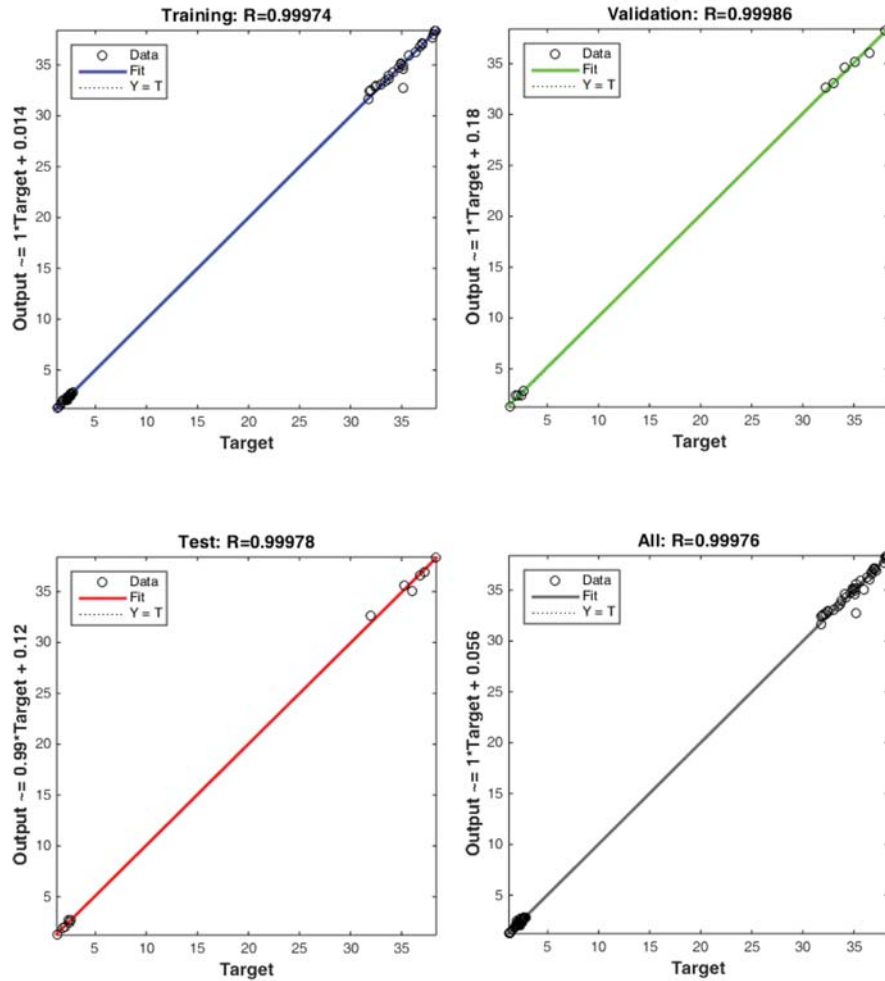 Training: R=0.99974
Data
Fit
Y = T
Output ~= 1*Target + 0.014
35
30
25
20
15
10
5
5 10 15 20 25 30 35
Target
Validation: R=0.99986
Data
Fit
Y = T
Output ~= 1*Target + 0.18
35
30
25
20
15
10
5
5 10 15 20 25 30 35
Target
Test: R=0.99978
Data
Fit
Y = T
Output ~= 0.99*Target + 0.12
35
30
25
20
15
10
5
5 10 15 20 25 30 35
Target
All: R=0.99976
Data
Fit
Y = T
Output ~= 1*Target + 0.056
35
30
25
20
15
10
5
5 10 15 20 25 30 35
Target